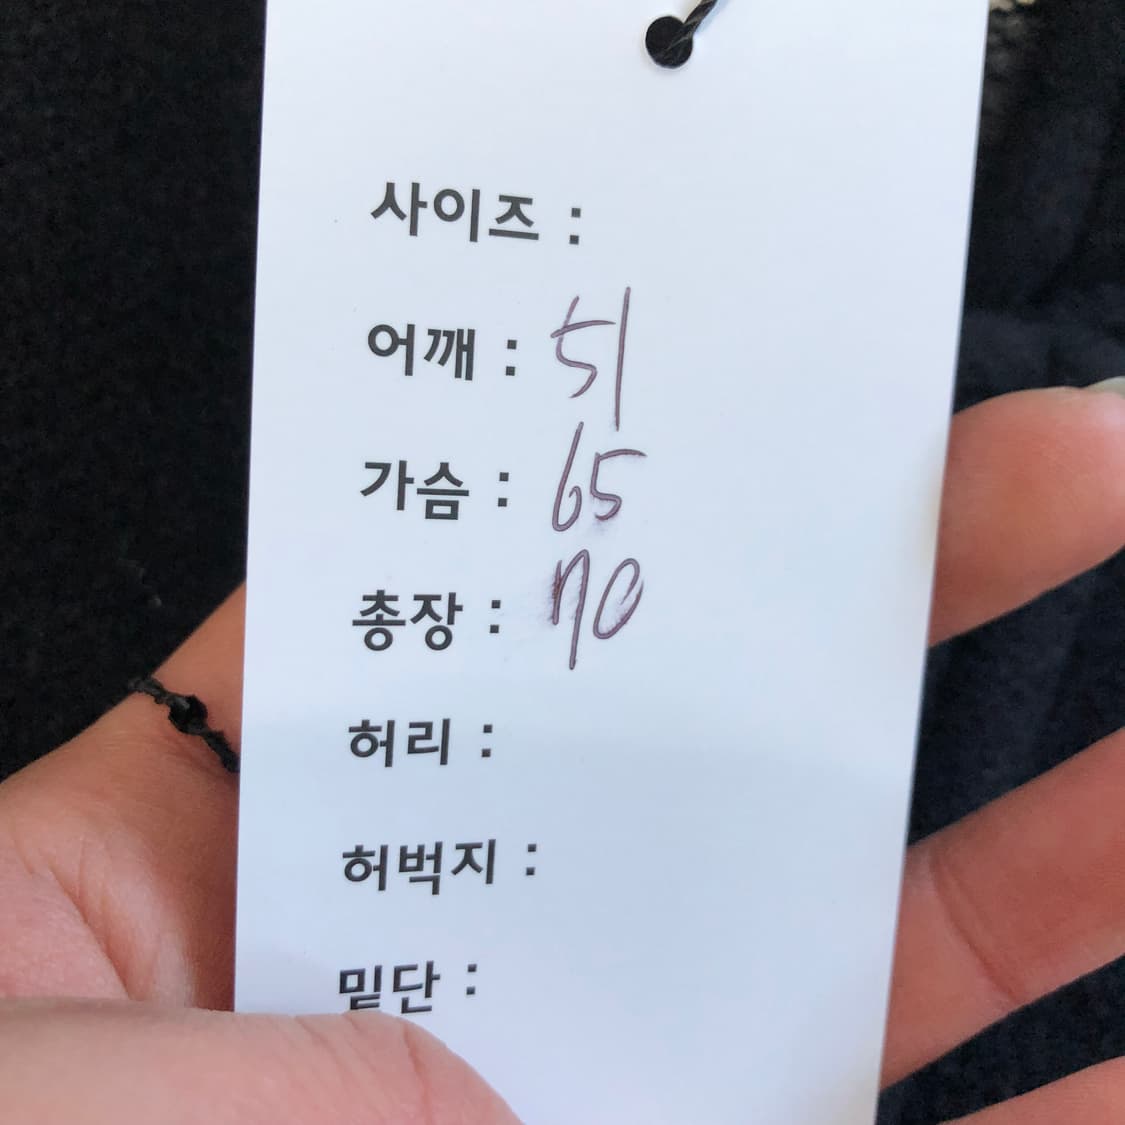 사이즈 :
어깨 : 51
가슴 : 65
총장 : 70
허리 :
허벅지 :
밑단 :